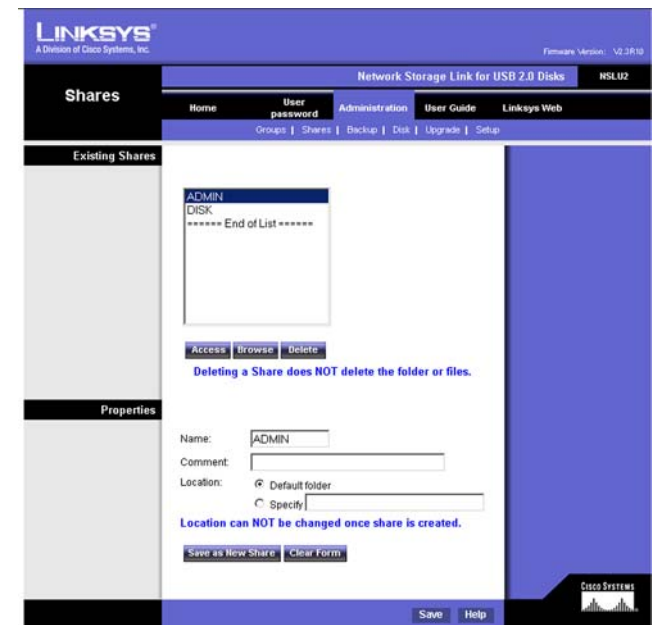 LINKSYS®
A Division of Cisco Systems, Inc.
Firmware Version: V2.3R10
Network Storage Link for USB 2.0 Disks NSLU2
Shares
Home User password Administration User Guide Linksys Web
Groups | Shares | Backup | Disk | Upgrade | Setup
Existing Shares
ADMIN
DISK
====== End of List ======
Access Browse Delete
Deleting a Share does NOT delete the folder or files.
Properties
Name: ADMIN
Comment:
Location: Default folder
Specify
Location can NOT be changed once share is created.
Save as New Share Clear Form
CISCO SYSTEMS
Save Help